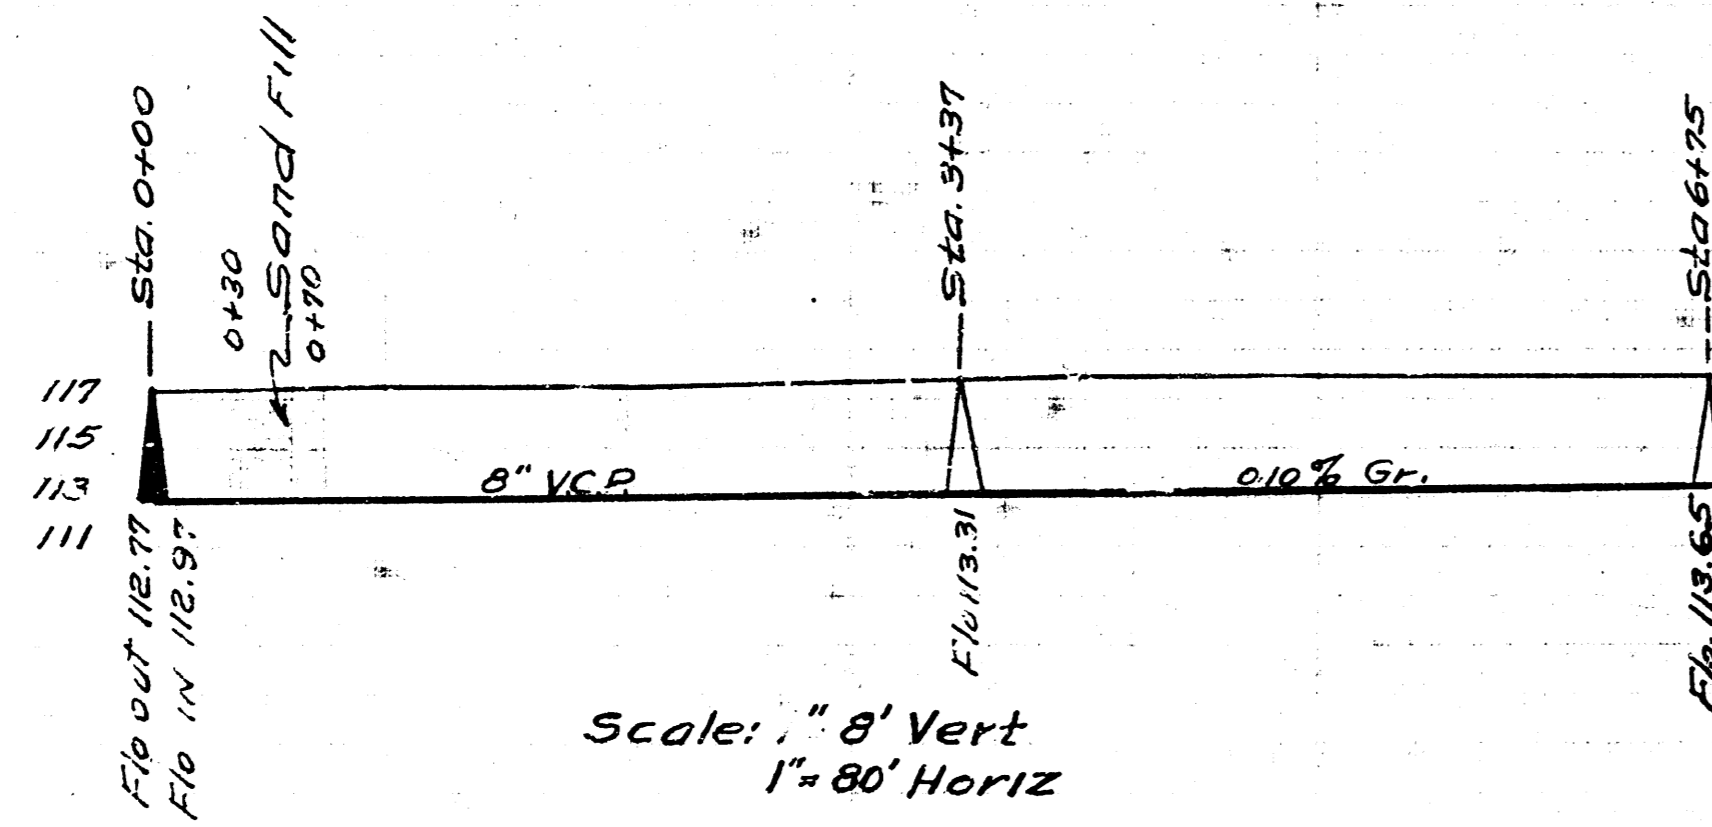 Sta. 0+00
0+30
Sand Fill
0+70
Sta. 3+37
Sta 6+75
117
115
113
111
8" V.C.P.
0.10% Gr.
Flo out 112.77
Flo IN 112.97
Flo 113.31
Flo. 113.65
Scale: 1" 8' Vert
1"= 80' Horiz